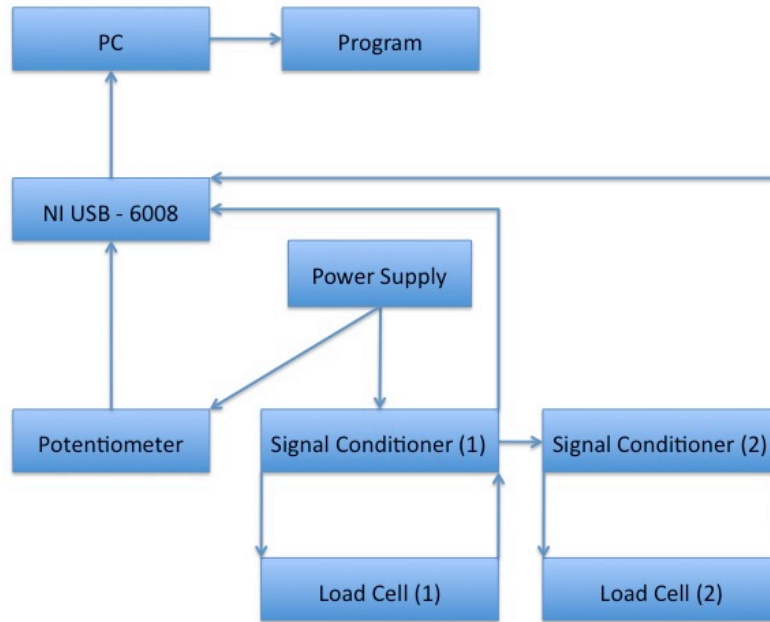 PC
Program
NI USB - 6008
Power Supply
Potentiometer
Signal Conditioner (1)
Signal Conditioner (2)
Load Cell (1)
Load Cell (2)